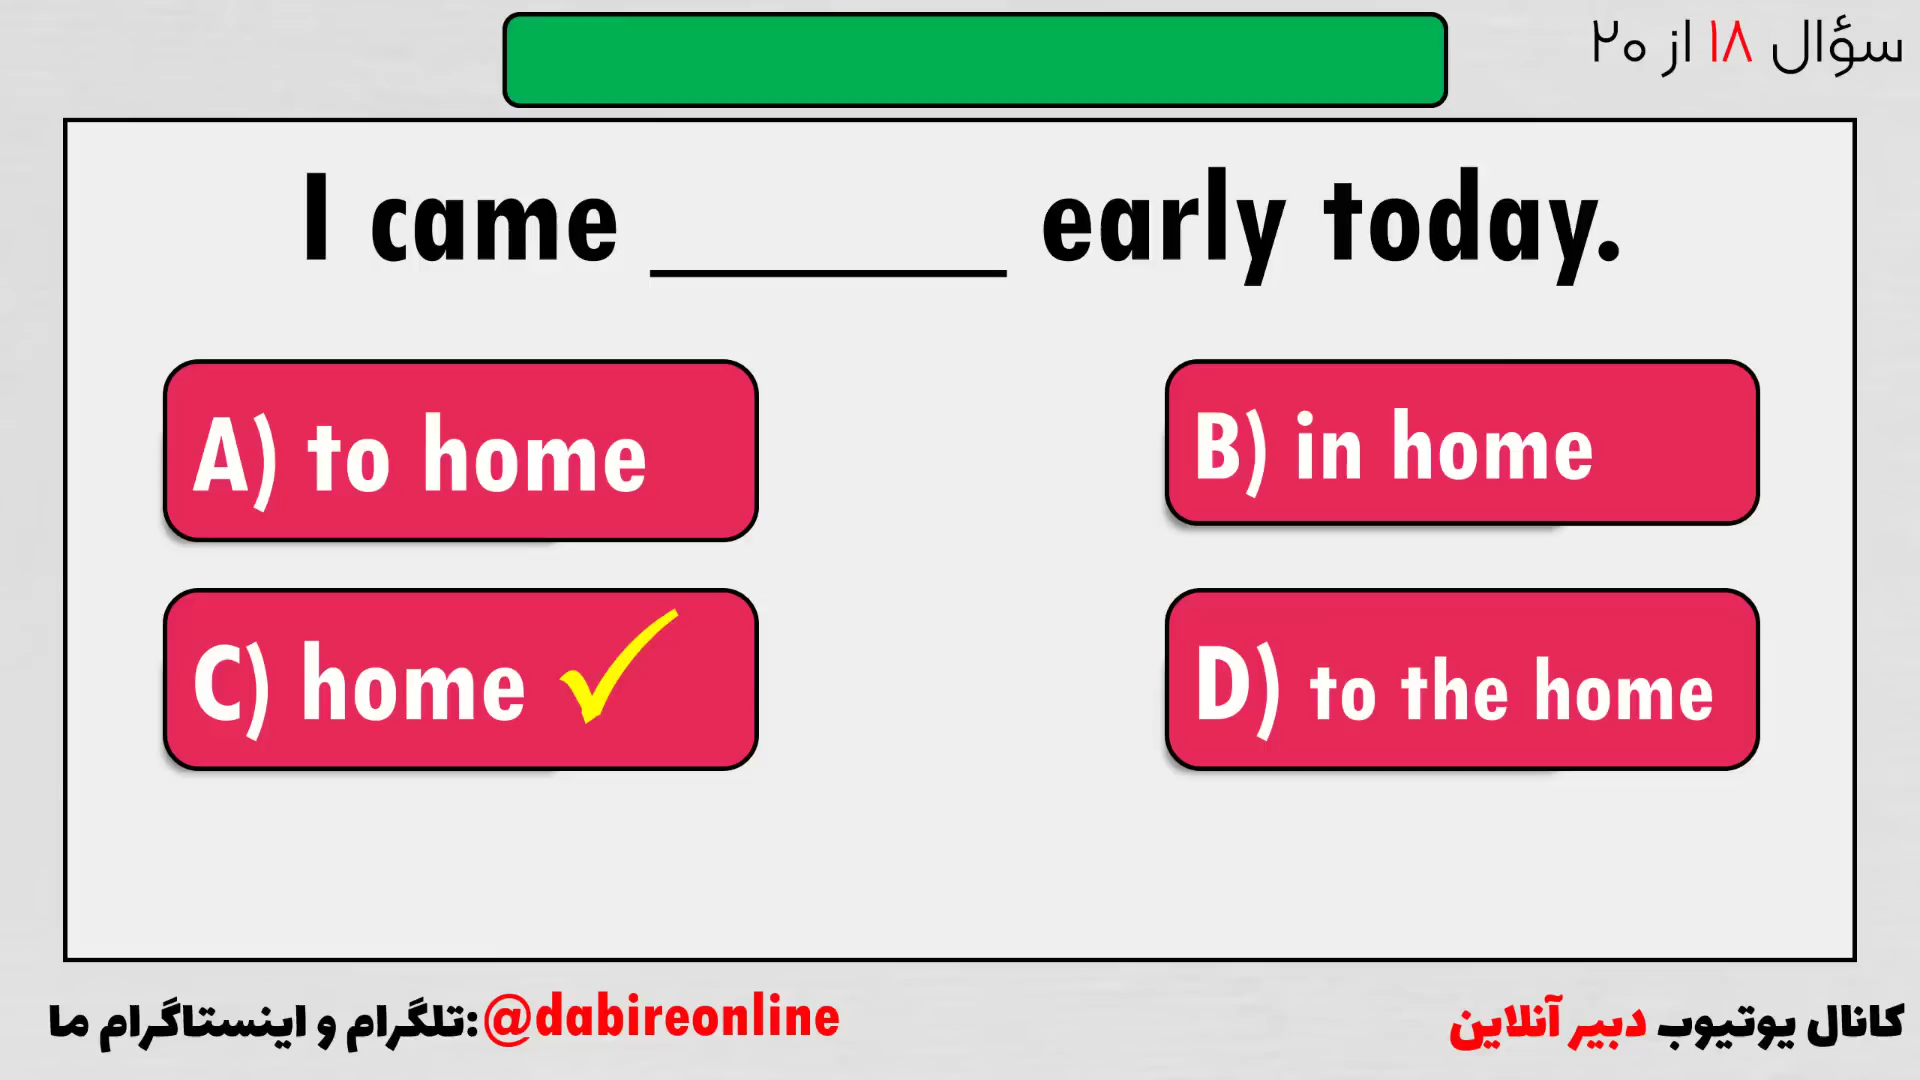 سؤال ۱۸ از ۲۰
I came ______ early today.
A) to home
B) in home
C) home
D) to the home
تلگرام و اینستاگرام ما: @dabireonline
کانال یوتیوب دبیر آنلاین